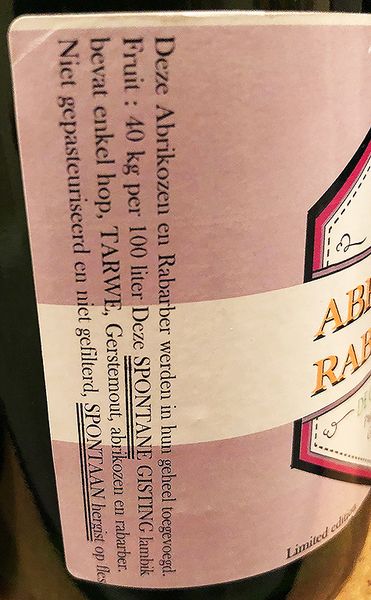 Deze Abrikozen en Rabarber werden in hun geheel toegevoegd.
Fruit : 40 kg per 100 liter Deze SPONTANE GISTING lambik
bevat enkel hop, TARWE, Gerstemout, abrikozen en rabarber.
Niet gepasteuriseerd en niet gefilterd, SPONTAAN hergist op fles
AB
RAB
Limited edition